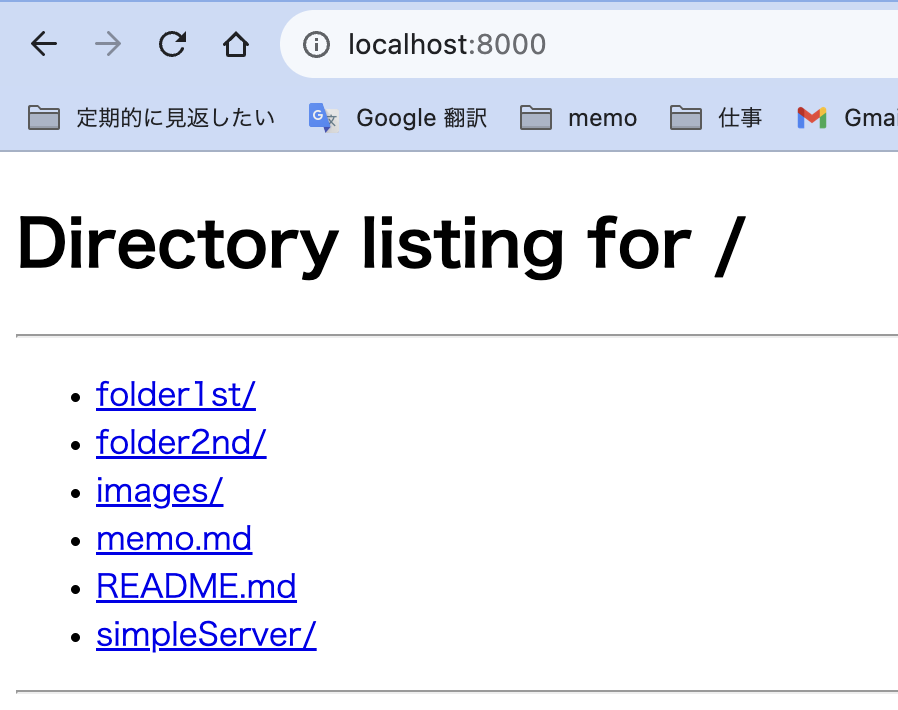 localhost:8000
定期的に見返したい Google 翻訳 memo 仕事 Gmai
Directory listing for /
folder1st/
folder2nd/
images/
memo.md
README.md
simpleServer/